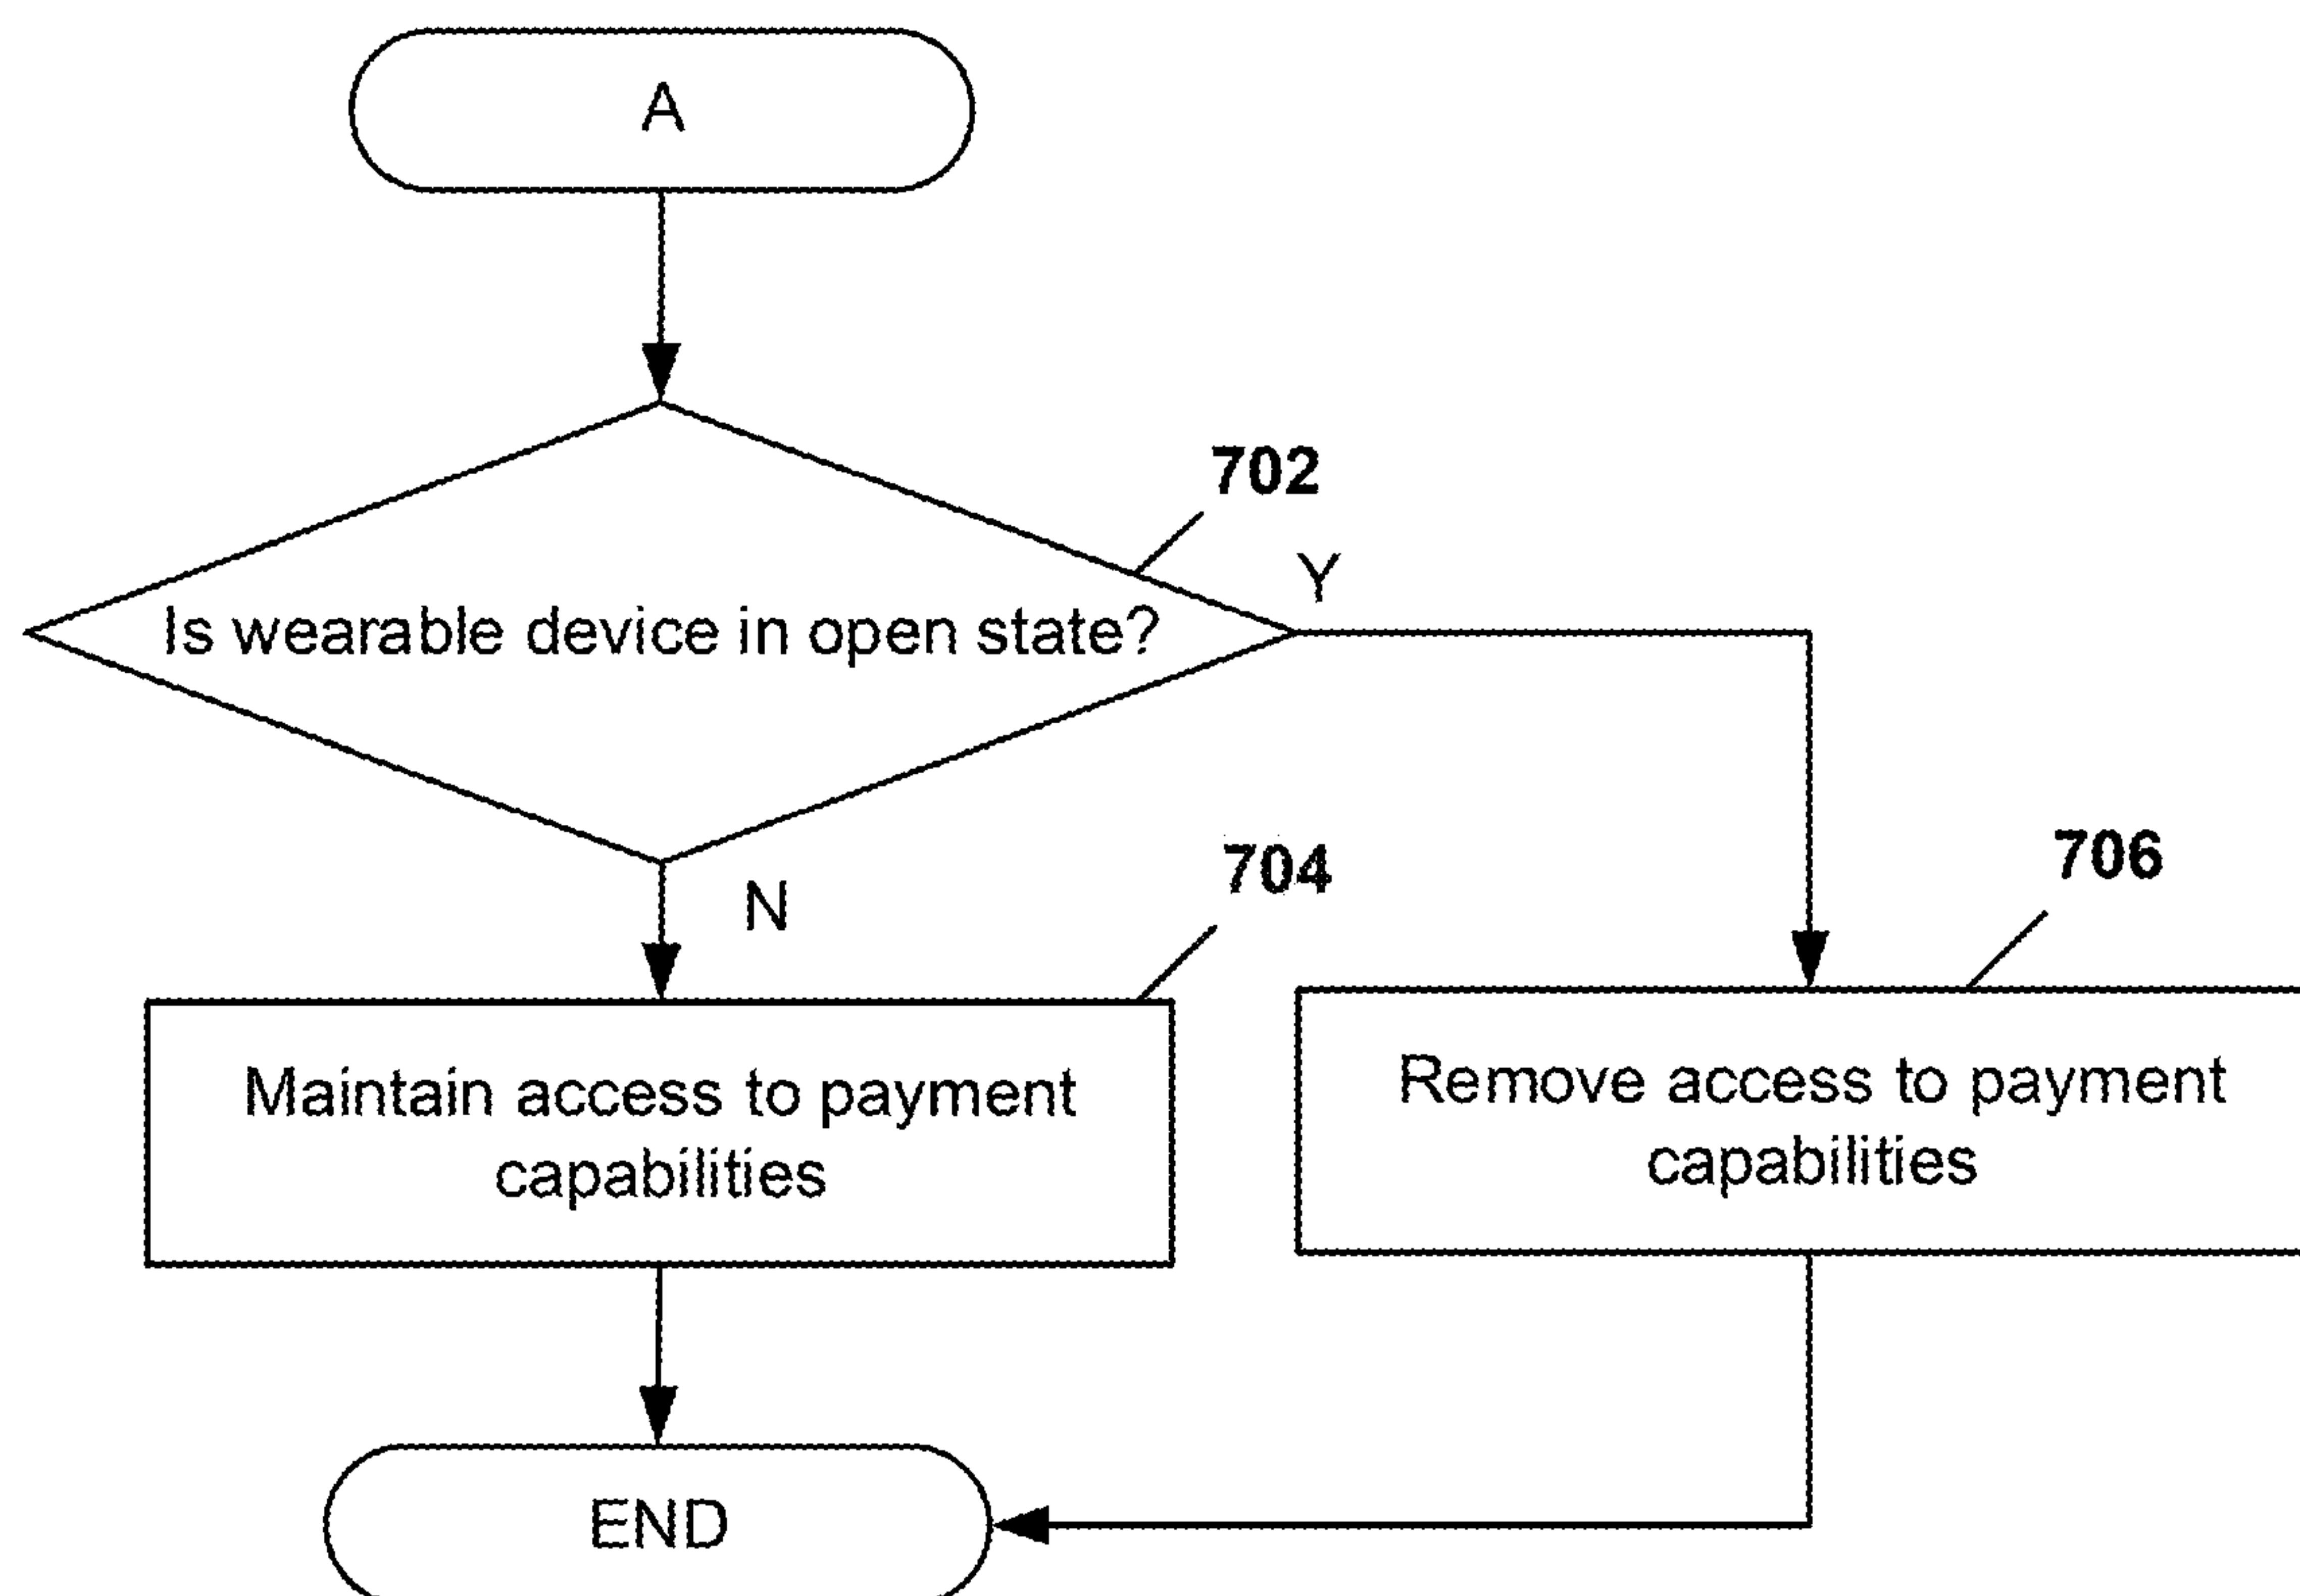 A
702
Y
Is wearable device in open state?
N
704
706
Maintain access to payment
capabilities
Remove access to payment
capabilities
END